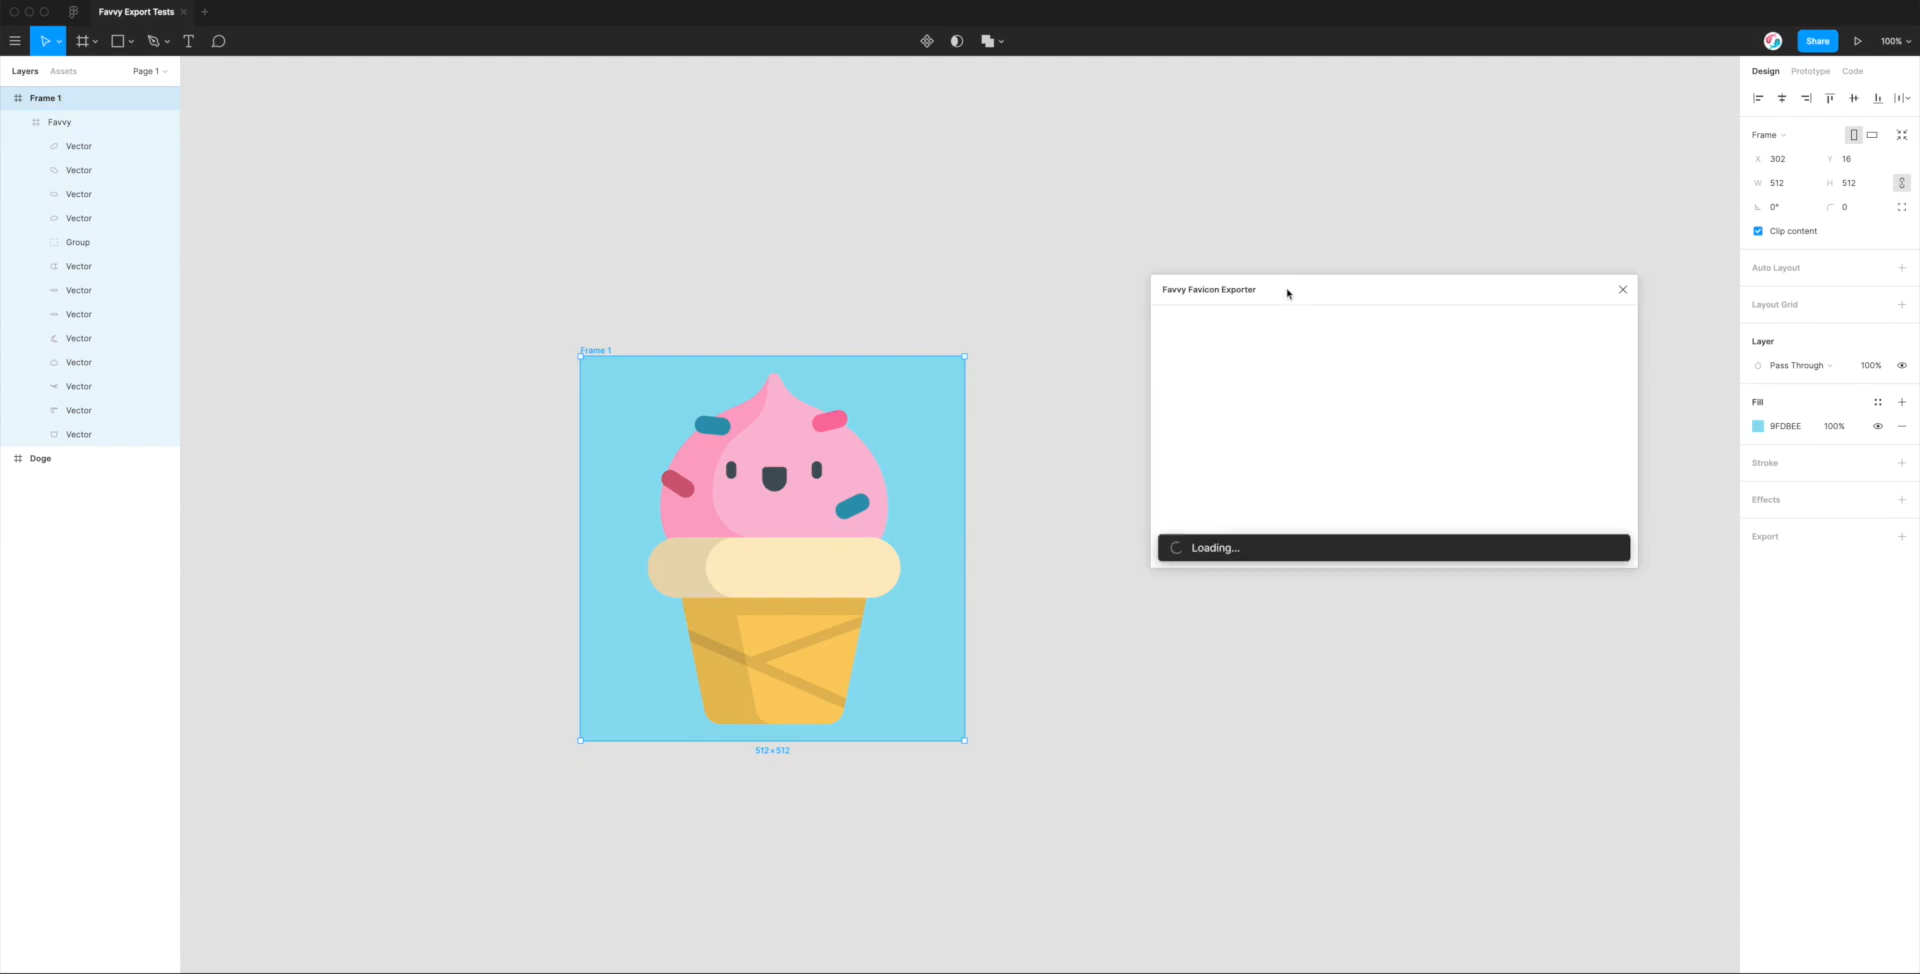 Favvy Export Tests
Share
100%
Layers
Assets
Page 1
Frame 1
Favvy
Vector
Vector
Vector
Vector
Group
Vector
Vector
Vector
Vector
Vector
Vector
Vector
Vector
Doge
Frame 1
512×512
Favvy Favicon Exporter
Loading...
Design
Prototype
Code
Frame
X 302
Y 16
W 512
H 512
0°
0
Clip content
Auto Layout
Layout Grid
Layer
Pass Through
100%
Fill
9FDBEE
100%
Stroke
Effects
Export